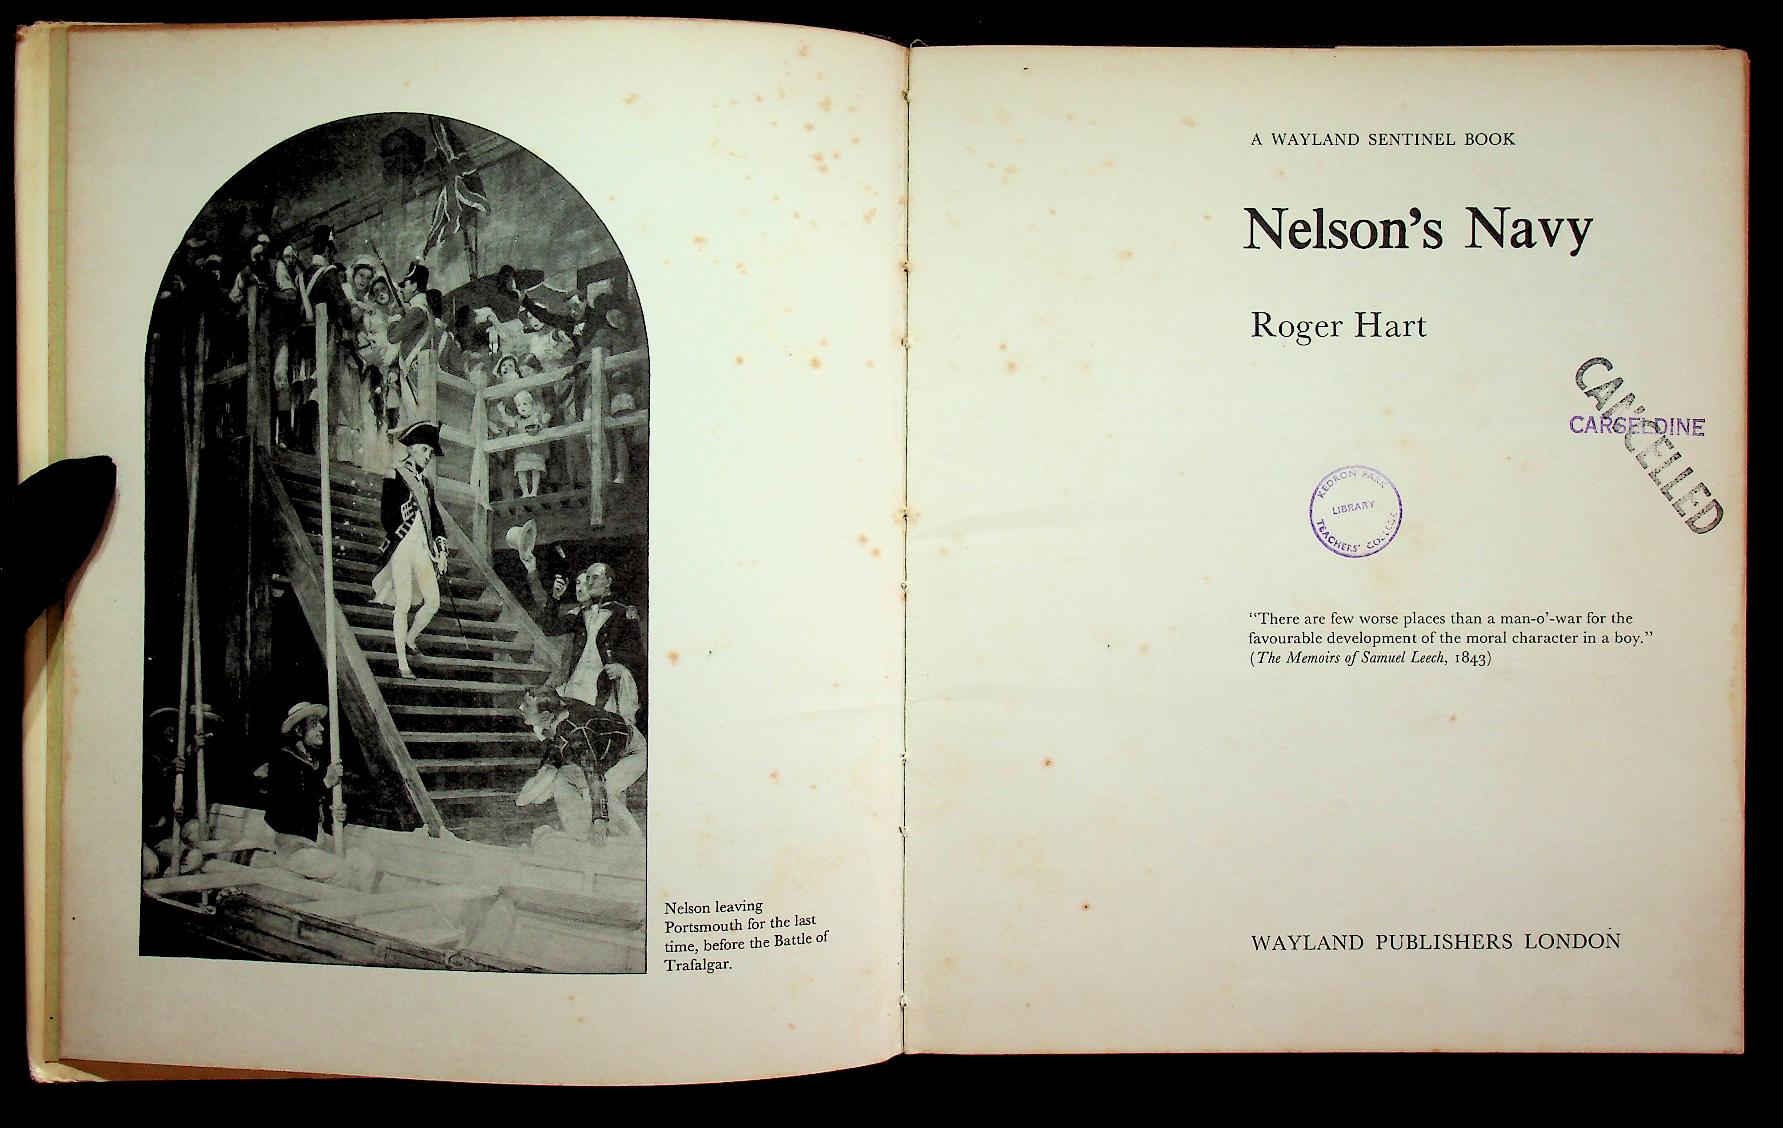 Nelson leaving
Portsmouth for the last
time, before the Battle of
Trafalgar.
A WAYLAND SENTINEL BOOK
Nelson’s Navy
Roger Hart
CANCELLED
CARSELDINE
KEDRON PARK
LIBRARY
TEACHERS' COLLEGE
“There are few worse places than a man-o’-war for the
favourable development of the moral character in a boy.”
(The Memoirs of Samuel Leech, 1843)
WAYLAND PUBLISHERS LONDON